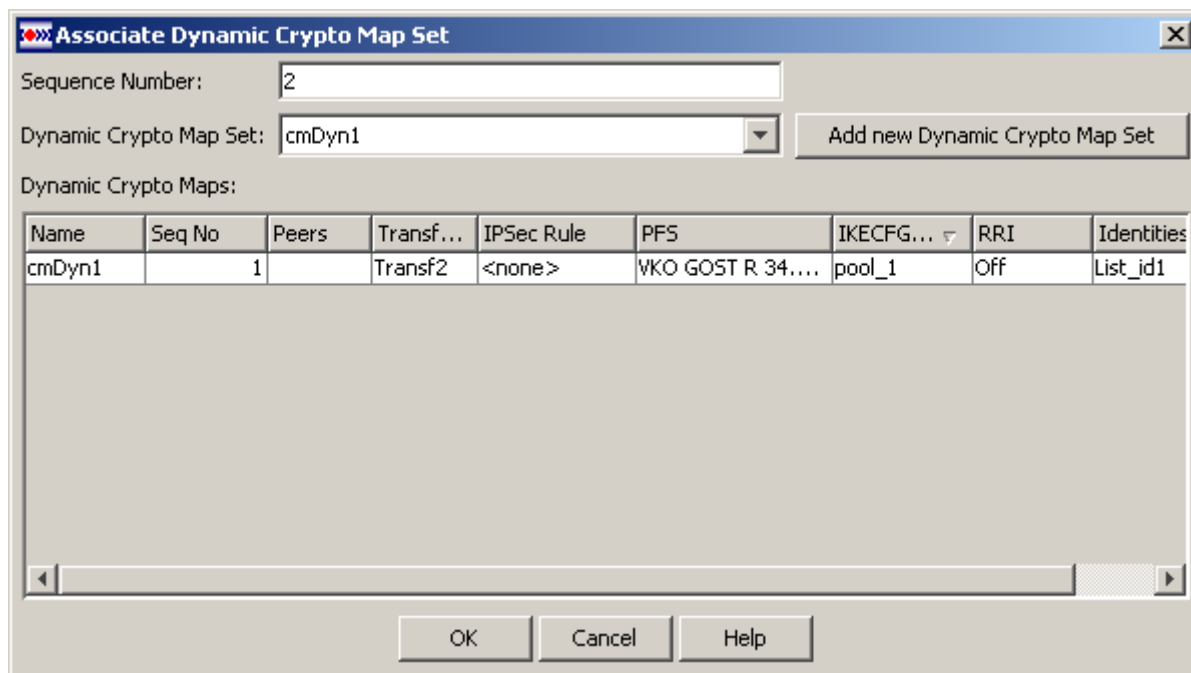 Associate Dynamic Crypto Map Set
Sequence Number: 2
Dynamic Crypto Map Set: cmDyn1 Add new Dynamic Crypto Map Set
Dynamic Crypto Maps:
Name Seq No Peers Transf... IPSec Rule PFS IKECFG... RRI Identities
cmDyn1 1 Transf2 <none> VKO GOST R 34.... pool_1 Off List_id1
OK Cancel Help